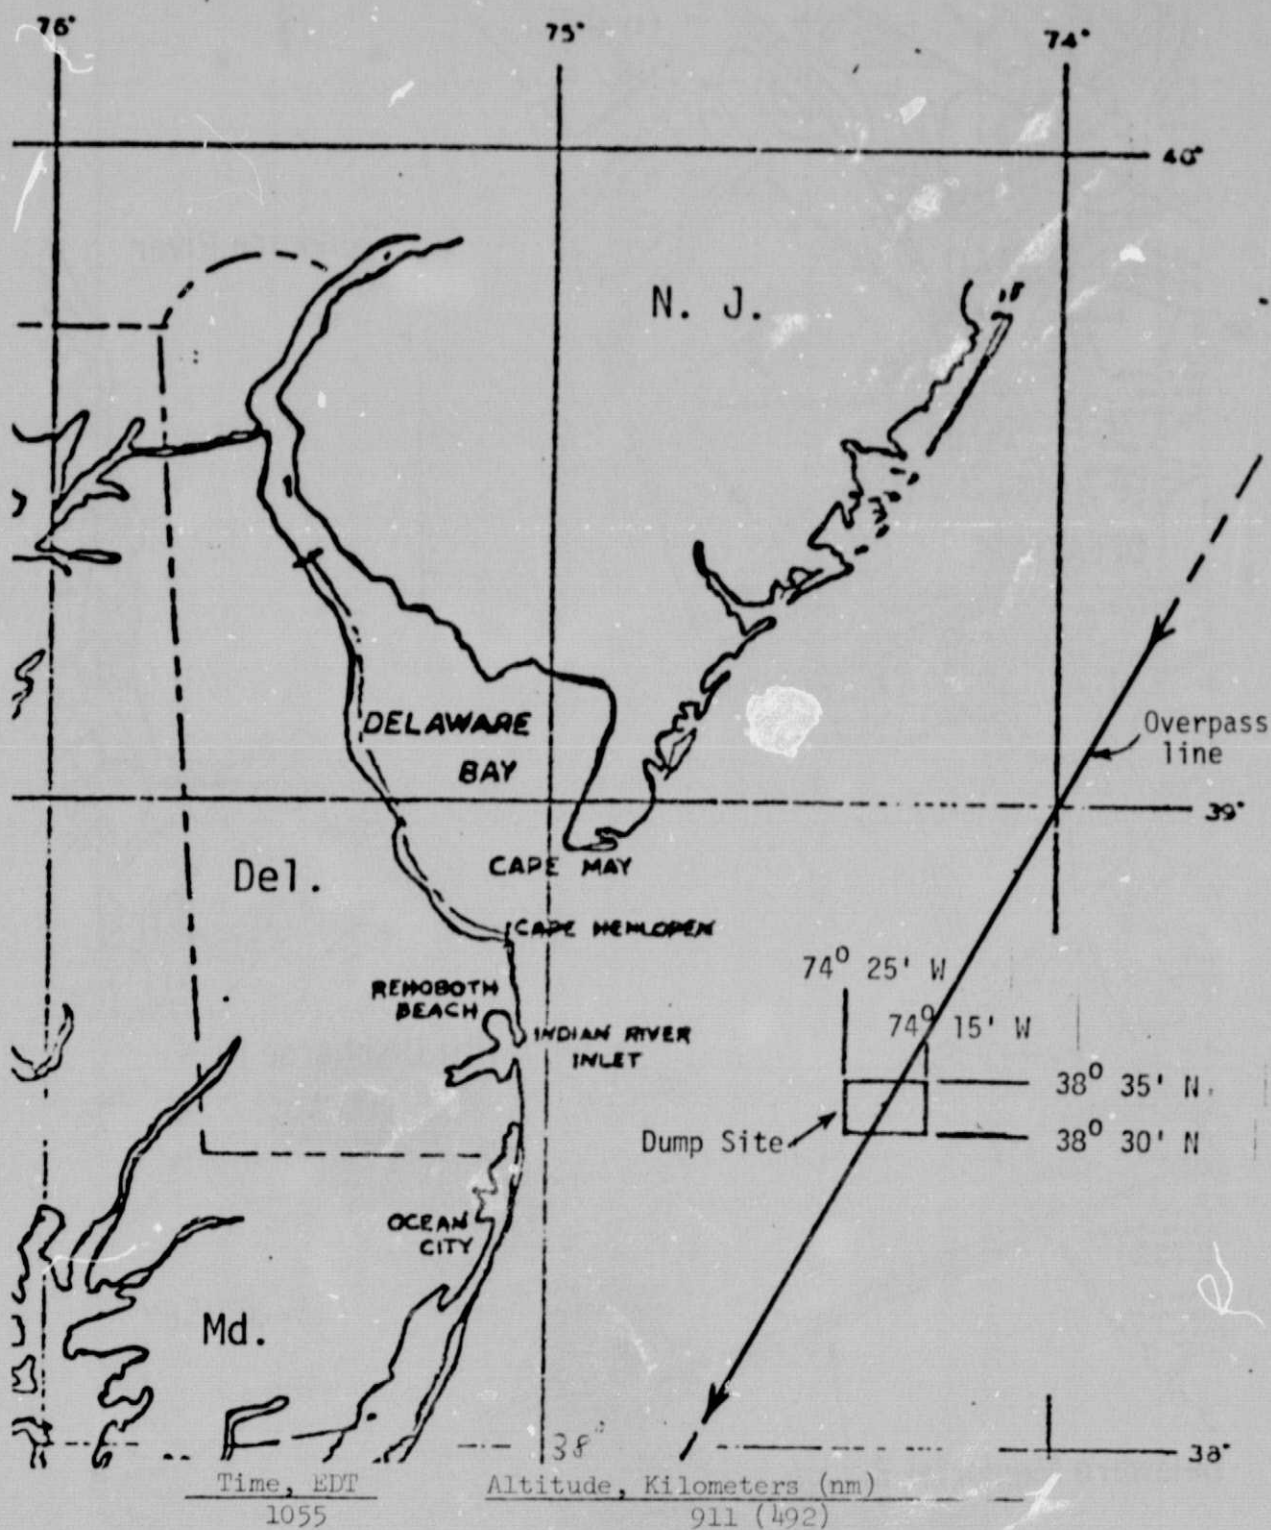 76°
75°
74°
40°
N. J.
Overpass
line
DELAWARE
BAY
39°
Del.
CAPE MAY
CAPE HENLOPEN
74° 25' W
REHOBOTH
BEACH
74° 15' W
INDIAN RIVER
INLET
38° 35' N.
Dump Site
38° 30' N
OCEAN
CITY
Md.
38°
38°
Time, EDT Altitude, Kilometers (nm)
1055 911 (492)